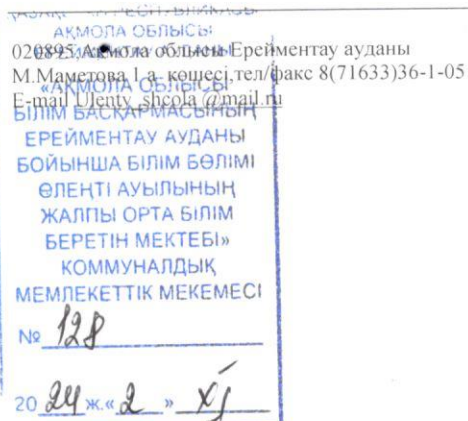 АҚМОЛА ОБЛЫСЫ
020895 Ақмола облысы Ерейментау ауданы
М.Маметова 1 а көшесі,тел/факс 8(71633)36-1-05
«АҚМОЛА ОБЛЫСЫ
E-mail Ulenty_shcola @mail.ru
БІЛІМ БАСҚАРМАСЫНЫҢ
ЕРЕЙМЕНТАУ АУДАНЫ
БОЙЫНША БІЛІМ БӨЛІМІ
ӨЛЕҢТІ АУЫЛЫНЫҢ
ЖАЛПЫ ОРТА БІЛІМ
БЕРЕТІН МЕКТЕБІ»
КОММУНАЛДЫҚ
МЕМЛЕКЕТТІК МЕКЕМЕСІ
№ 128
20 24 ж.« 2 »